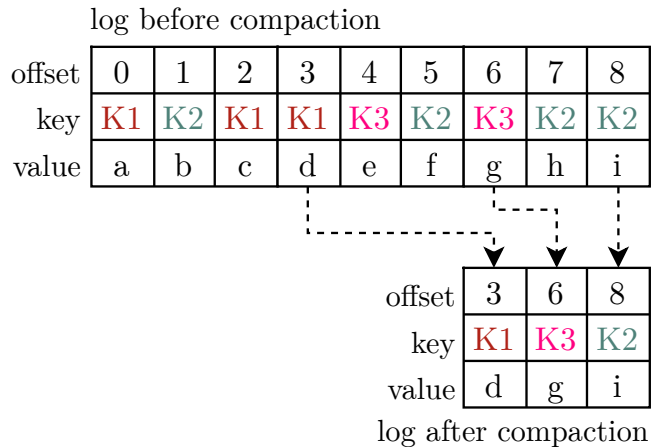 log before compaction
offset 0 1 2 3 4 5 6 7 8
key K1 K2 K1 K1 K3 K2 K3 K2 K2
value a b c d e f g h i
offset 3 6 8
key K1 K3 K2
value d g i
log after compaction